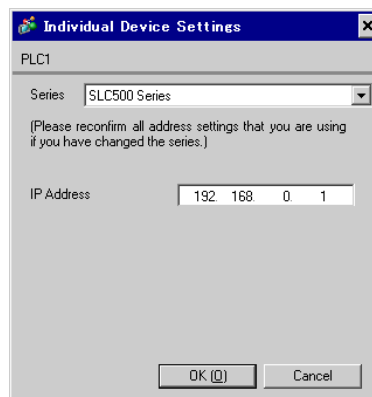 Individual Device Settings
PLC1
Series SLC500 Series
(Please reconfirm all address settings that you are using
if you have changed the series.)
IP Address 192. 168. 0. 1
OK (O) Cancel